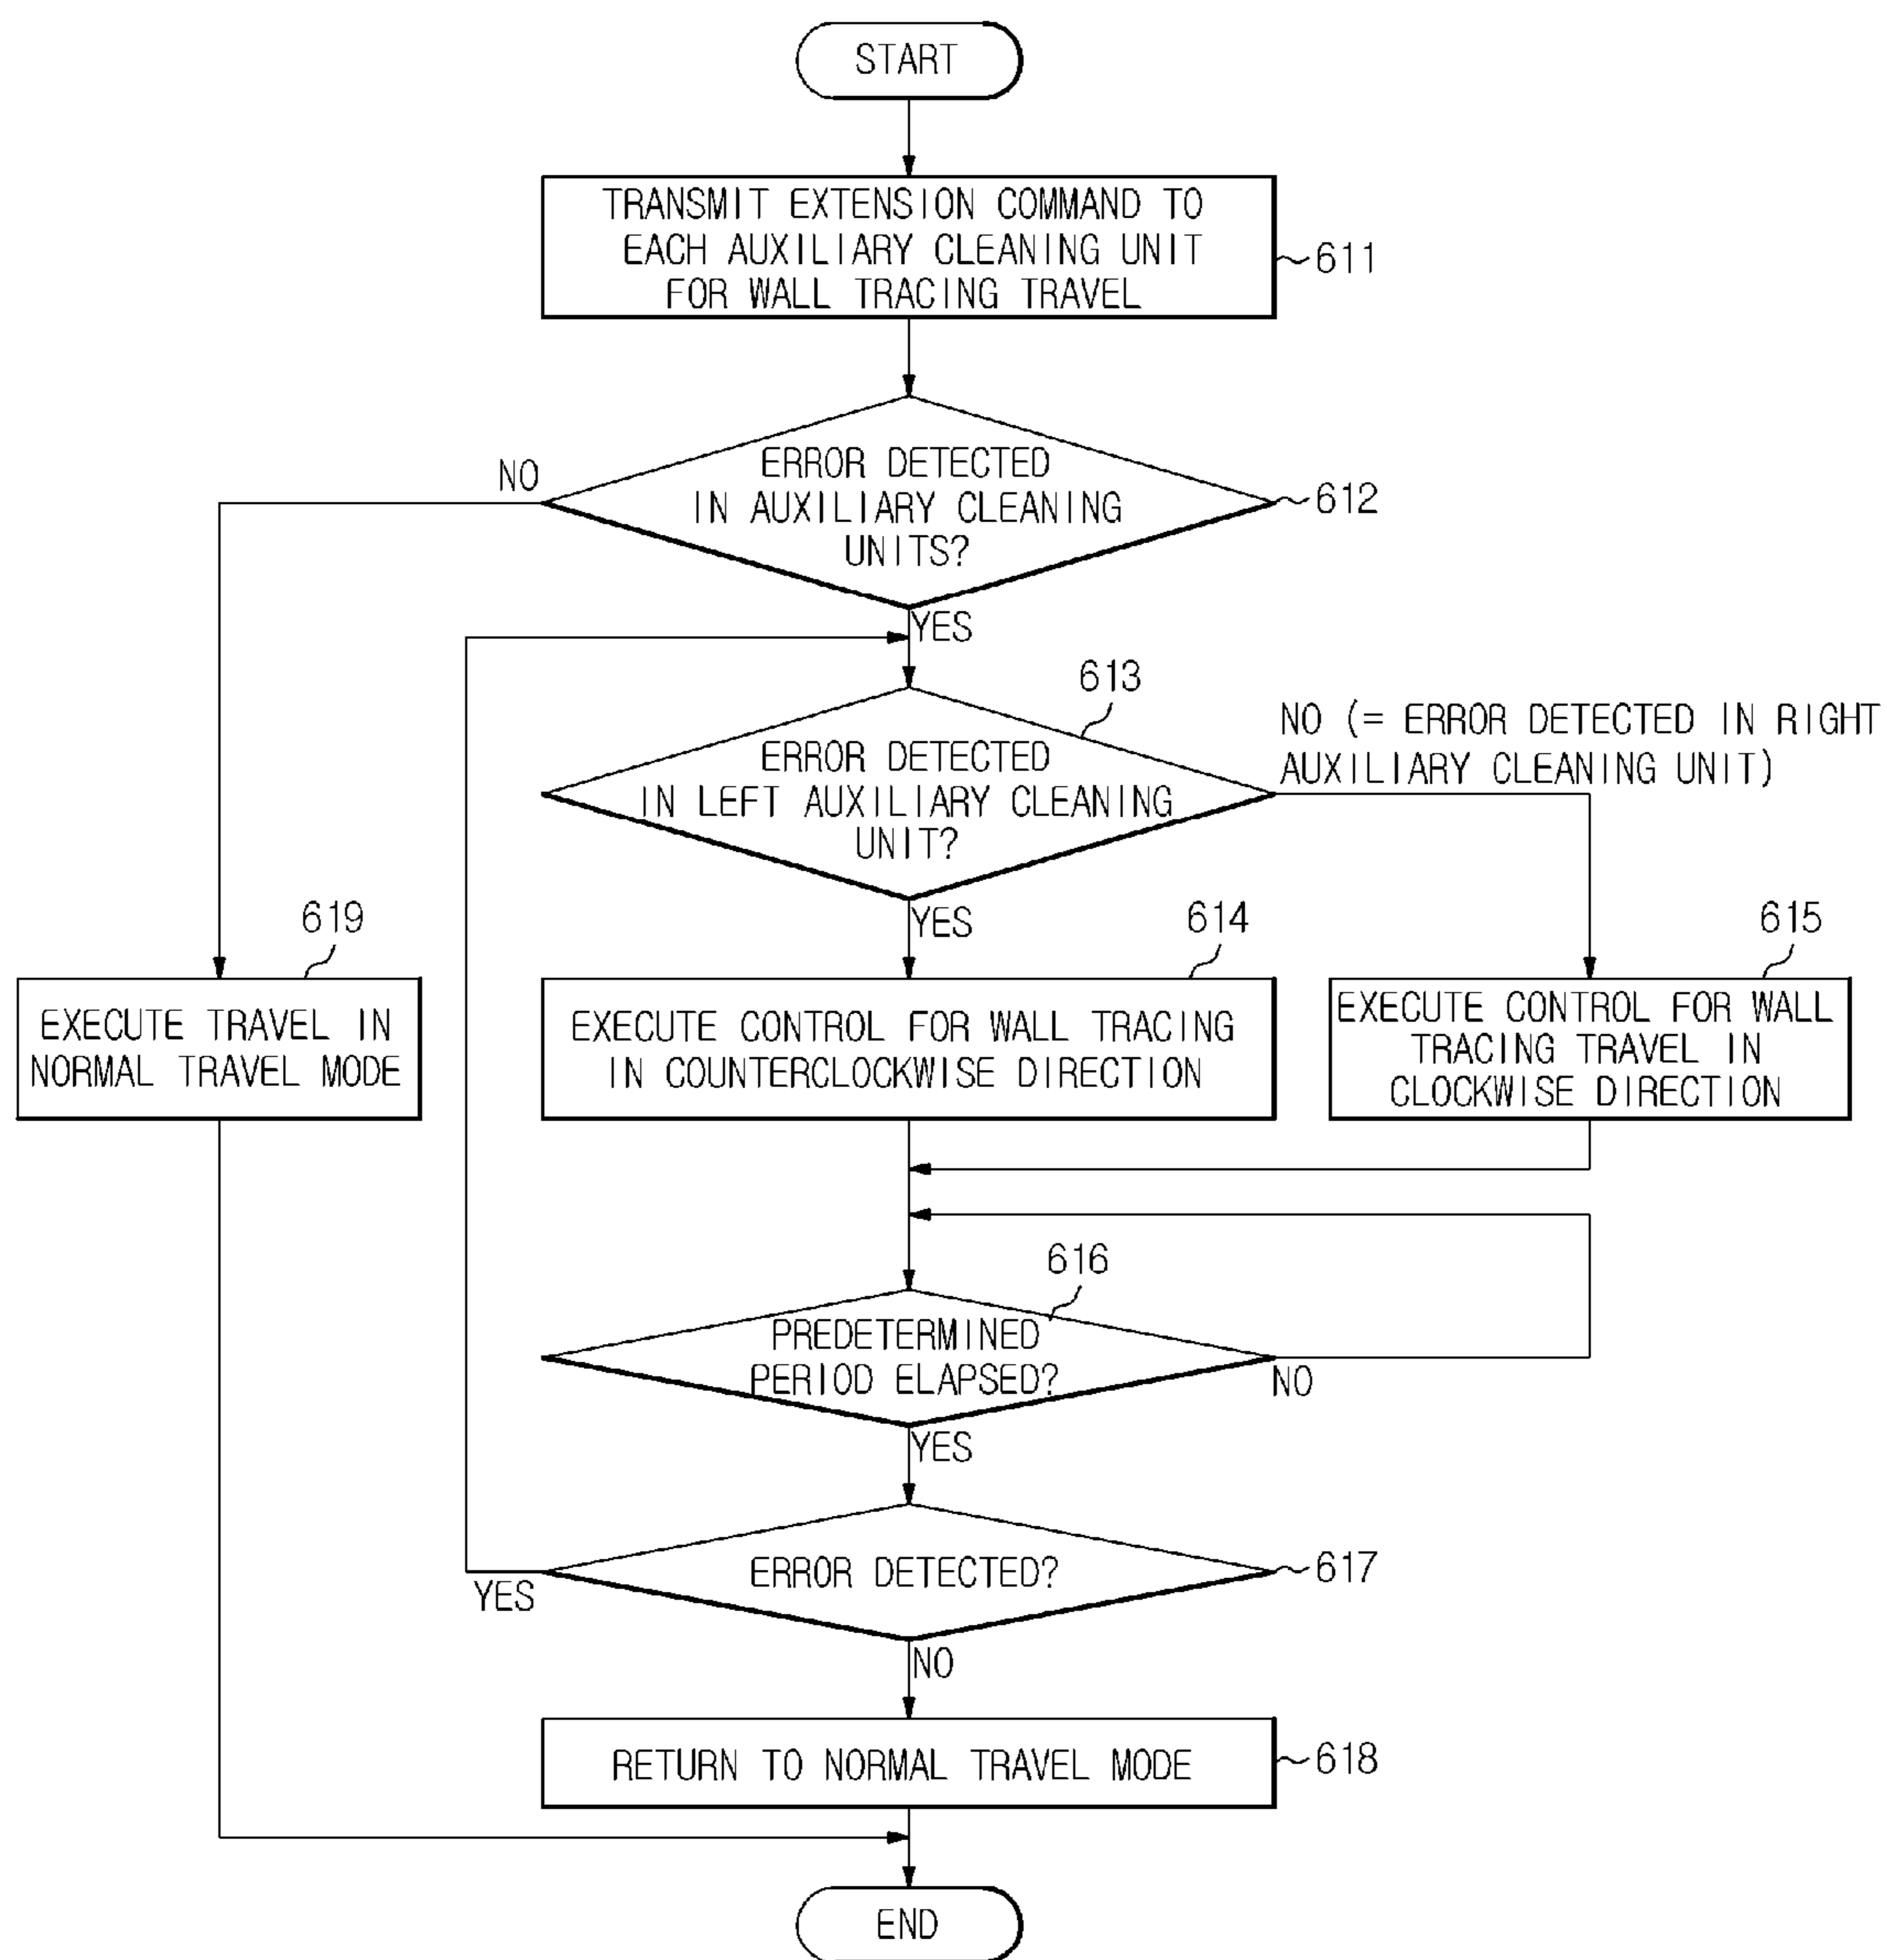 START
TRANSMIT EXTENSION COMMAND TO
EACH AUXILIARY CLEANING UNIT
FOR WALL TRACING TRAVEL
611
ERROR DETECTED
IN AUXILIARY CLEANING
UNITS?
612
NO
YES
613
ERROR DETECTED
IN LEFT AUXILIARY CLEANING
UNIT?
NO (= ERROR DETECTED IN RIGHT
AUXILIARY CLEANING UNIT)
YES
619
EXECUTE TRAVEL IN
NORMAL TRAVEL MODE
614
EXECUTE CONTROL FOR WALL TRACING
IN COUNTERCLOCKWISE DIRECTION
615
EXECUTE CONTROL FOR WALL
TRACING TRAVEL IN
CLOCKWISE DIRECTION
616
PREDETERMINED
PERIOD ELAPSED?
NO
YES
ERROR DETECTED?
617
YES
NO
RETURN TO NORMAL TRAVEL MODE
618
END